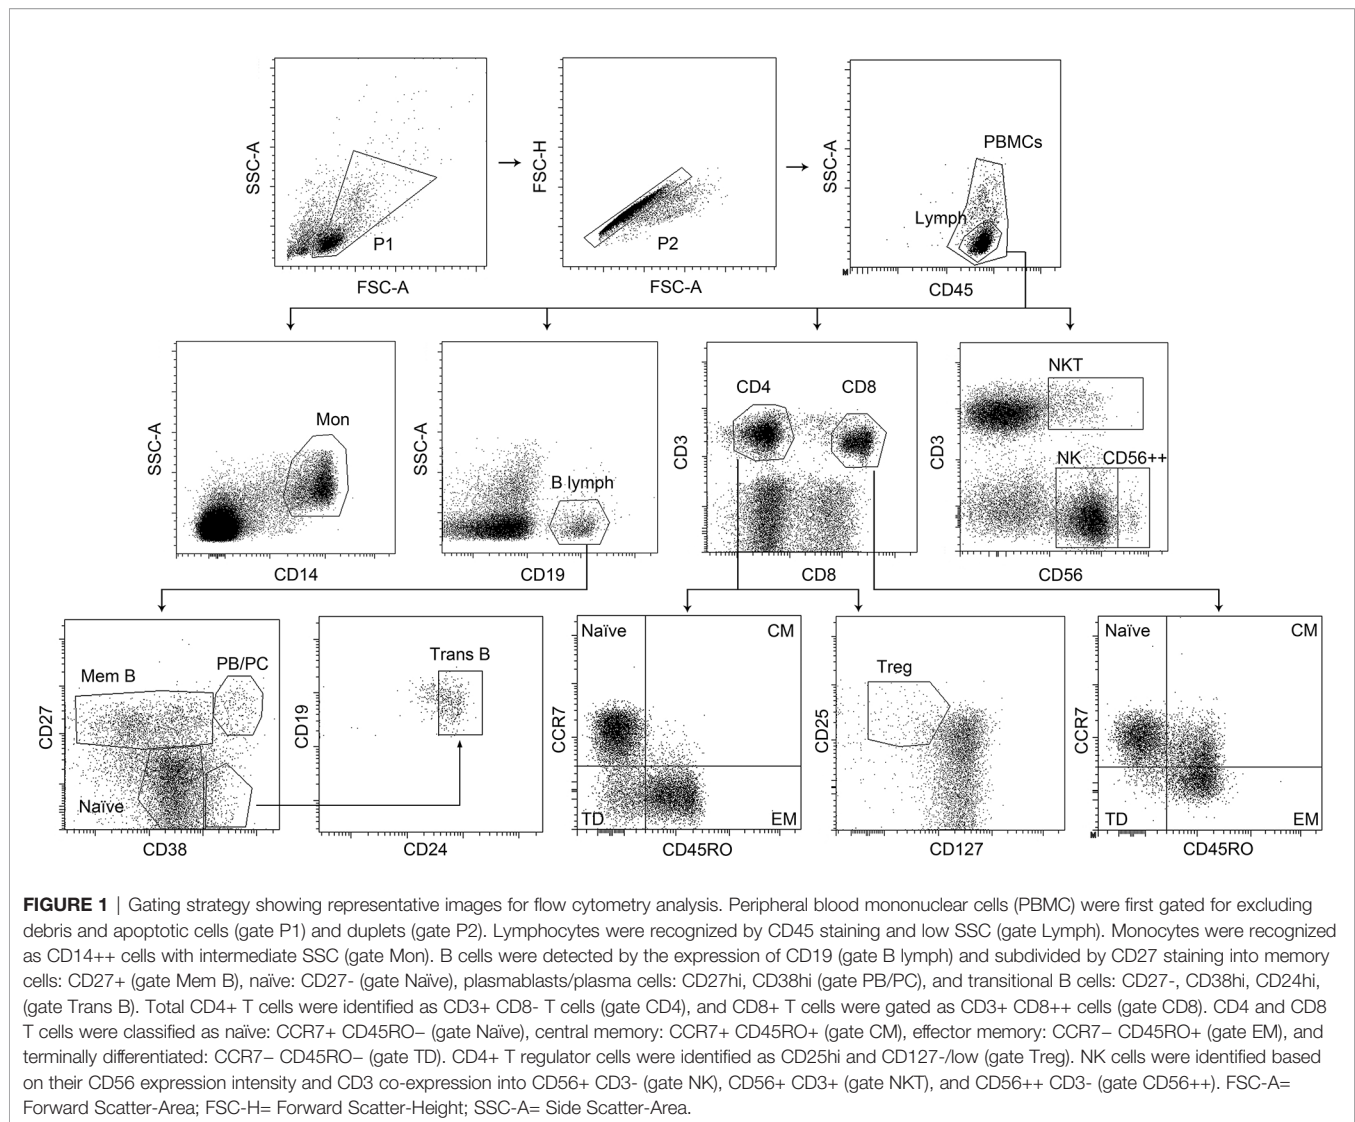 SSC-A
P1
FSC-A
FSC-H
P2
FSC-A
SSC-A
PBMCs
Lymph
CD45
SSC-A
Mon
CD14
SSC-A
B lymph
CD19
CD3
CD4
CD8
CD8
CD3
NKT
NK
CD56++
CD56
CD27
Mem B
PB/PC
Naïve
CD38
CD19
Trans B
CD24
CCR7
Naïve
CM
TD
EM
CD45RO
CD25
Treg
CD127
CCR7
Naïve
CM
TD
EM
CD45RO
FIGURE 1 | Gating strategy showing representative images for flow cytometry analysis. Peripheral blood mononuclear cells (PBMC) were first gated for excluding
debris and apoptotic cells (gate P1) and duplets (gate P2). Lymphocytes were recognized by CD45 staining and low SSC (gate Lymph). Monocytes were recognized
as CD14++ cells with intermediate SSC (gate Mon). B cells were detected by the expression of CD19 (gate B lymph) and subdivided by CD27 staining into memory
cells: CD27+ (gate Mem B), naïve: CD27- (gate Naïve), plasmablasts/plasma cells: CD27hi, CD38hi (gate PB/PC), and transitional B cells: CD27-, CD38hi, CD24hi,
(gate Trans B). Total CD4+ T cells were identified as CD3+ CD8- T cells (gate CD4), and CD8+ T cells were gated as CD3+ CD8++ cells (gate CD8). CD4 and CD8
T cells were classified as naïve: CCR7+ CD45RO− (gate Naïve), central memory: CCR7+ CD45RO+ (gate CM), effector memory: CCR7− CD45RO+ (gate EM), and
terminally differentiated: CCR7− CD45RO− (gate TD). CD4+ T regulator cells were identified as CD25hi and CD127-/low (gate Treg). NK cells were identified based
on their CD56 expression intensity and CD3 co-expression into CD56+ CD3- (gate NK), CD56+ CD3+ (gate NKT), and CD56++ CD3- (gate CD56++). FSC-A=
Forward Scatter-Area; FSC-H= Forward Scatter-Height; SSC-A= Side Scatter-Area.